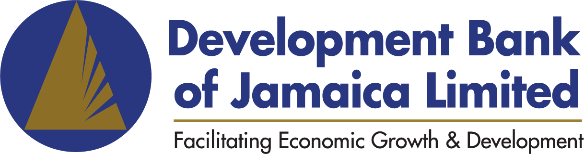 Development Bank
of Jamaica Limited
Facilitating Economic Growth & Development